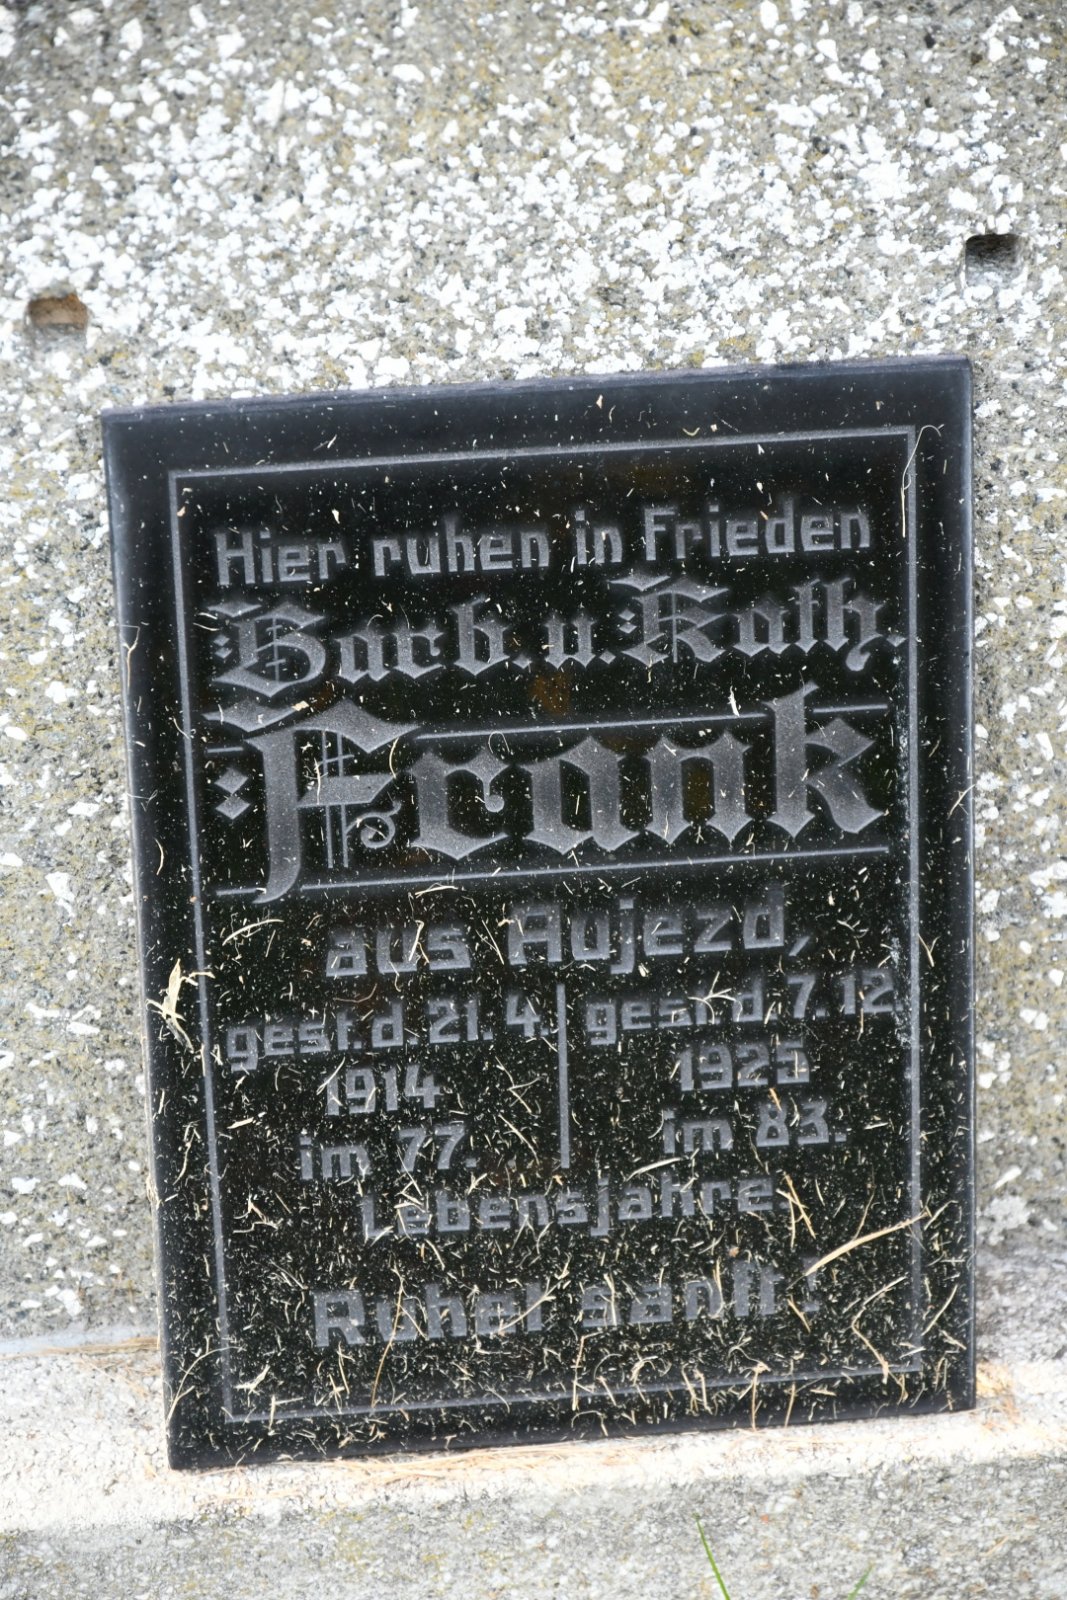 Hier ruhen in Frieden
Barb. u. Kath.
Frank
aus Aujezd,
gest. d. 21. 4. gest. d. 7. 12
1914 1925
im 77. im 83.
Lebensjahre.
Ruhet sanft!